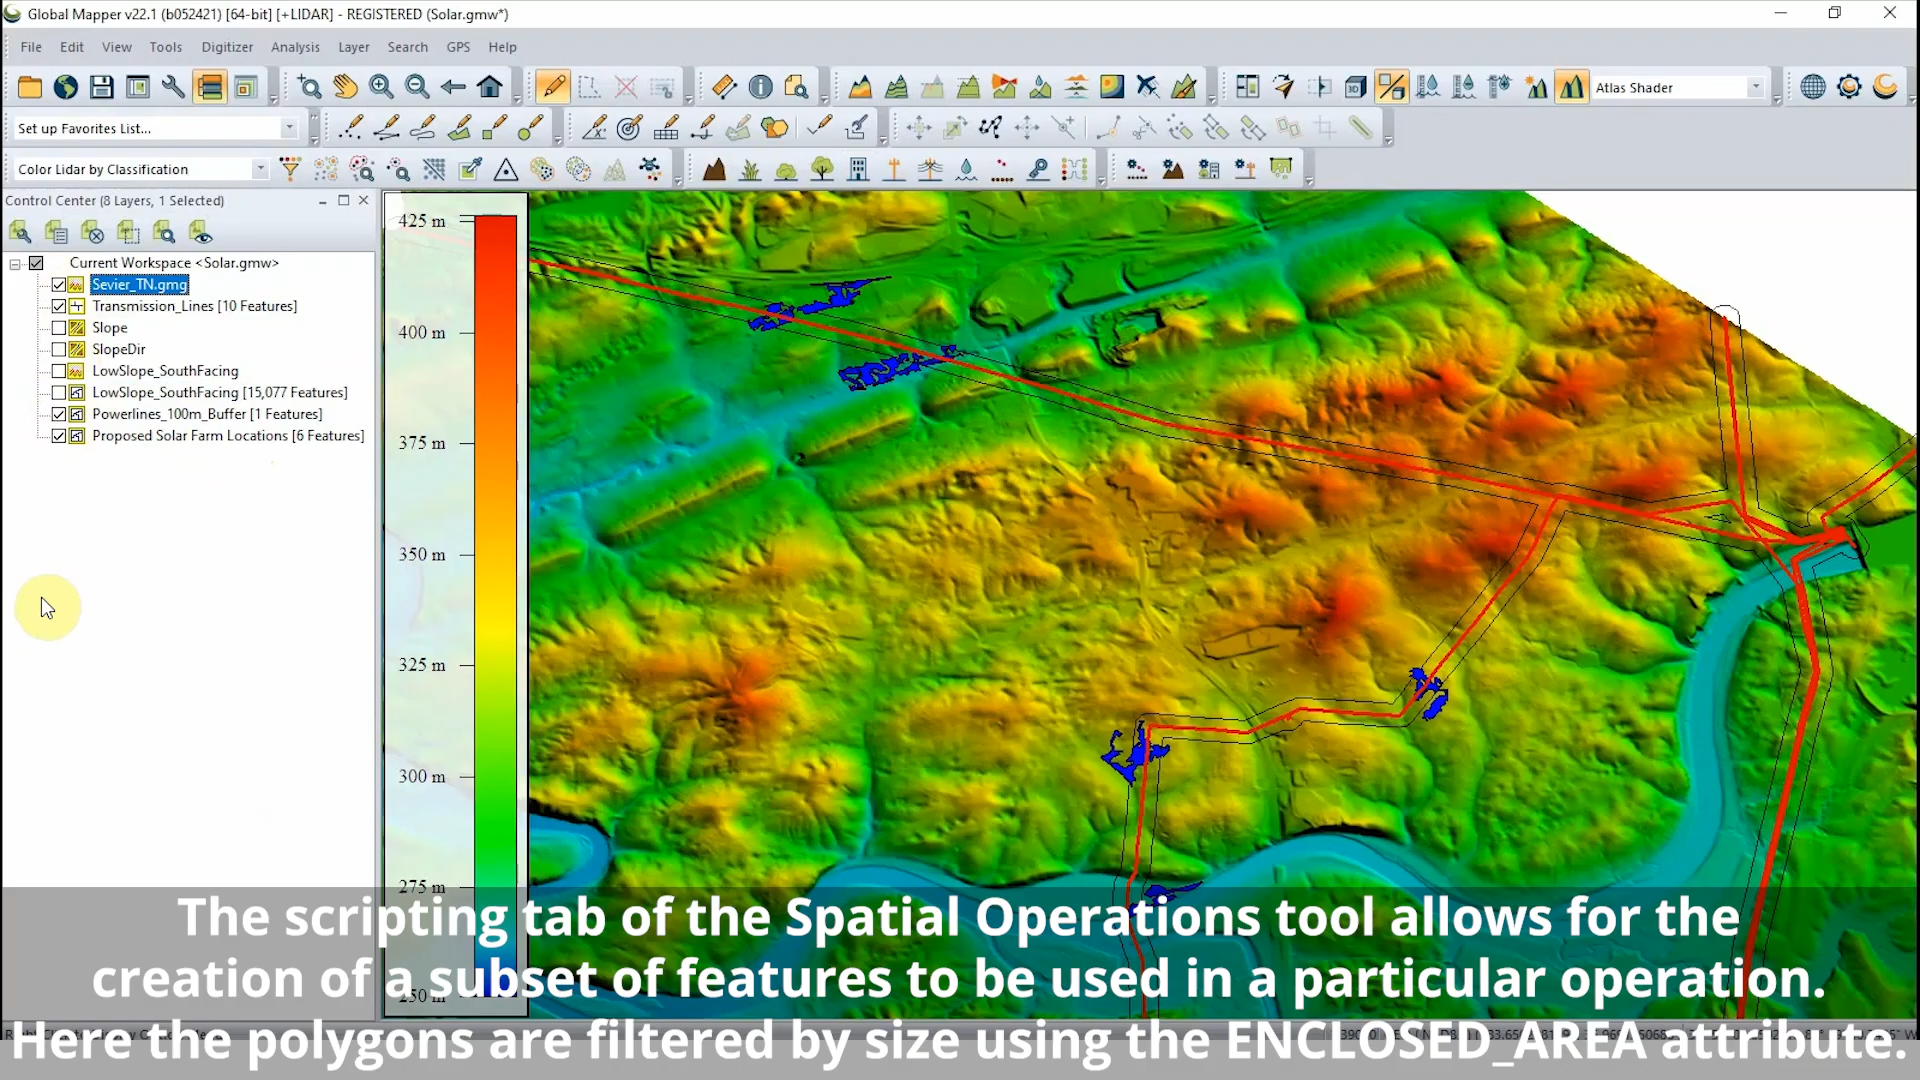 Global Mapper v22.1 (b052421) [64-bit] [+LIDAR] - REGISTERED (Solar.gmw*)
File Edit View Tools Digitizer Analysis Layer Search GPS Help
Atlas Shader
Set up Favorites List...
Color Lidar by Classification
Control Center (8 Layers, 1 Selected)
Current Workspace <Solar.gmw>
Sevier_TN.gmg
Transmission_Lines [10 Features]
Slope
SlopeDir
LowSlope_SouthFacing
LowSlope_SouthFacing [15,077 Features]
Powerlines_100m_Buffer [1 Features]
Proposed Solar Farm Locations [6 Features]
425 m
400 m
375 m
350 m
325 m
300 m
275 m
250 m
The scripting tab of the Spatial Operations tool allows for the
creation of a subset of features to be used in a particular operation.
Here the polygons are filtered by size using the ENCLOSED_AREA attribute.